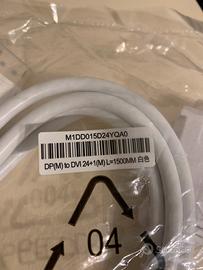 M1DD015D24YQA0
DP(M) to DVI 24+1(M) L=1500MM 白色
04